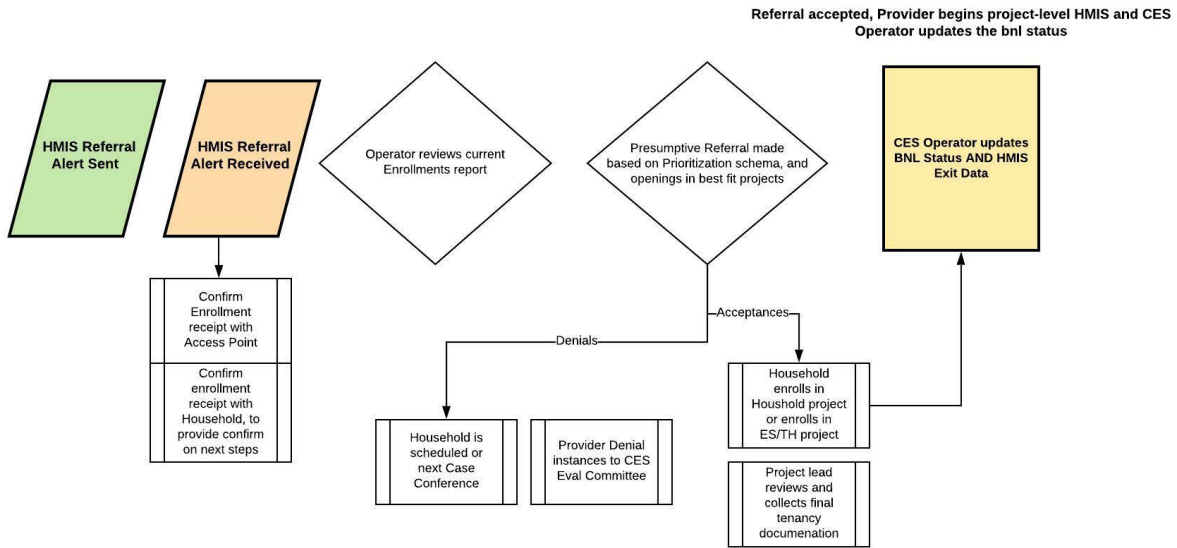 Referral accepted, Provider begins project-level HMIS and CES
Operator updates the bnl status
HMIS Referral
Alert Sent
HMIS Referral
Alert Received
Operator reviews current
Enrollments report
Presumptive Referral made
based on Prioritization schema, and
openings in best fit projects
CES Operator updates
BNL Status AND HMIS
Exit Data
Confirm
Enrollment
receipt with
Access Point
Confirm
enrollment
receipt with
Household, to
provide confirm
on next steps
Acceptances
Denials
Household is
scheduled or
next Case
Conference
Provider Denial
instances to CES
Eval Committee
Household
enrolls in
Houshold project
or enrolls in
ES/TH project
Project lead
reviews and
collects final
tenancy
documenation